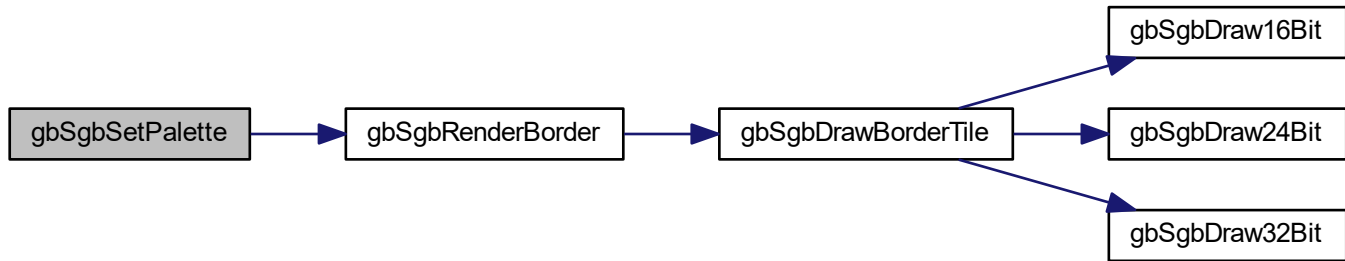 gbSgbSetPalette
gbSgbRenderBorder
gbSgbDrawBorderTile
gbSgbDraw16Bit
gbSgbDraw24Bit
gbSgbDraw32Bit